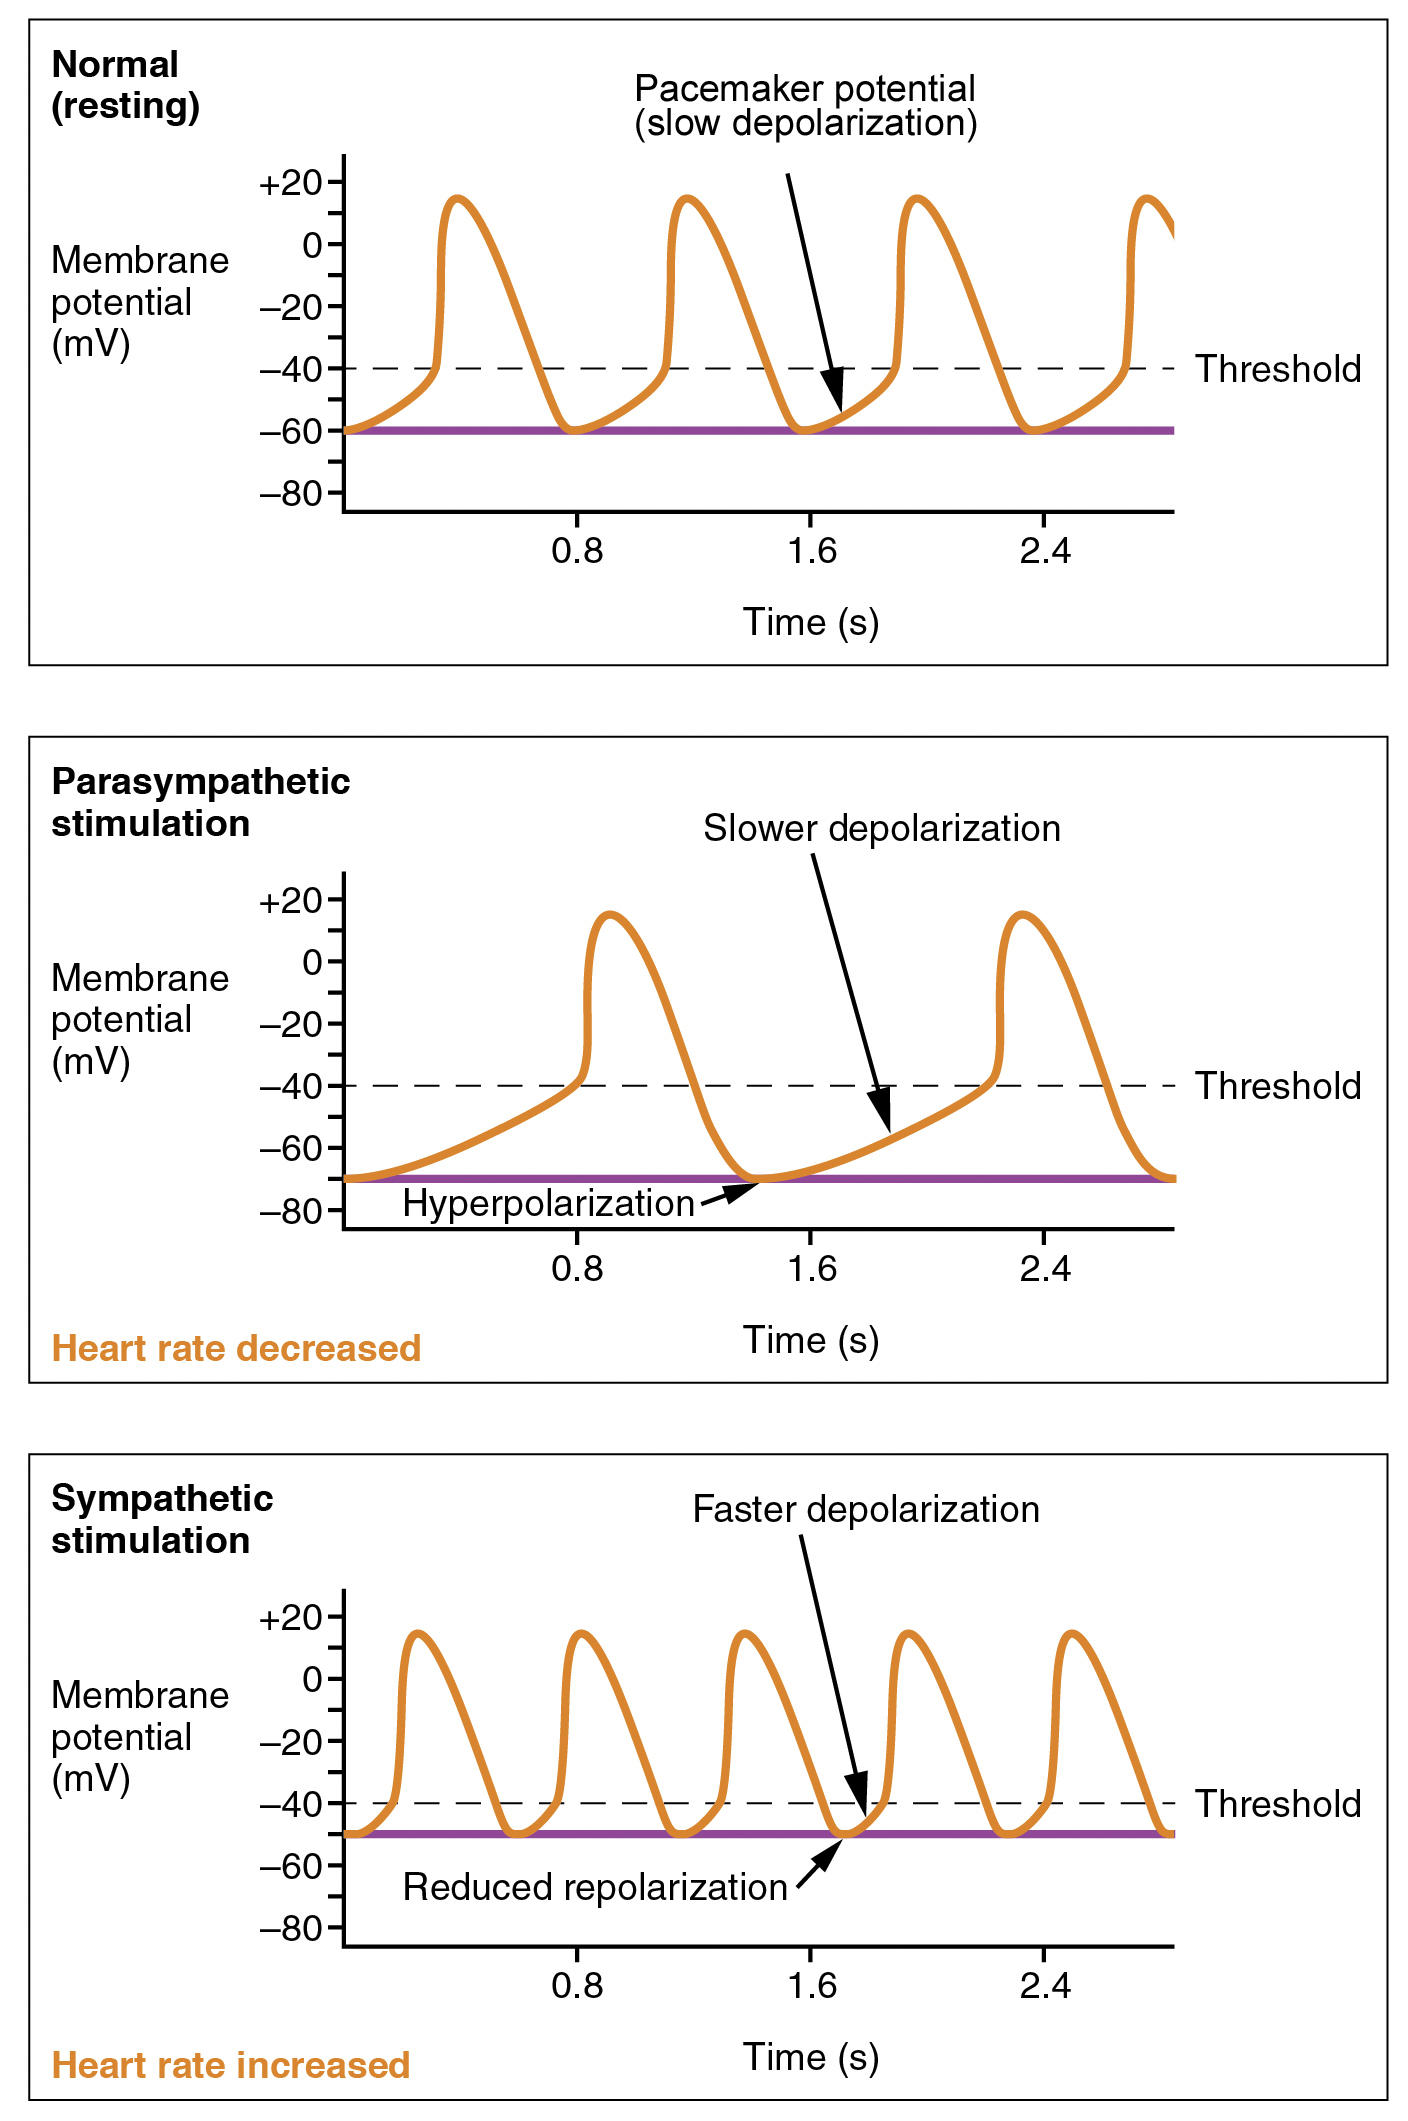 Normal
(resting)
Pacemaker potential
(slow depolarization)
+20
0
–20
–40
–60
–80
Membrane
potential
(mV)
Threshold
0.8
1.6
2.4
Time (s)
Parasympathetic
stimulation
Slower depolarization
+20
0
–20
–40
–60
–80
Membrane
potential
(mV)
Threshold
Hyperpolarization
0.8
1.6
2.4
Time (s)
Heart rate decreased
Sympathetic
stimulation
Faster depolarization
+20
0
–20
–40
–60
–80
Membrane
potential
(mV)
Threshold
Reduced repolarization
0.8
1.6
2.4
Time (s)
Heart rate increased